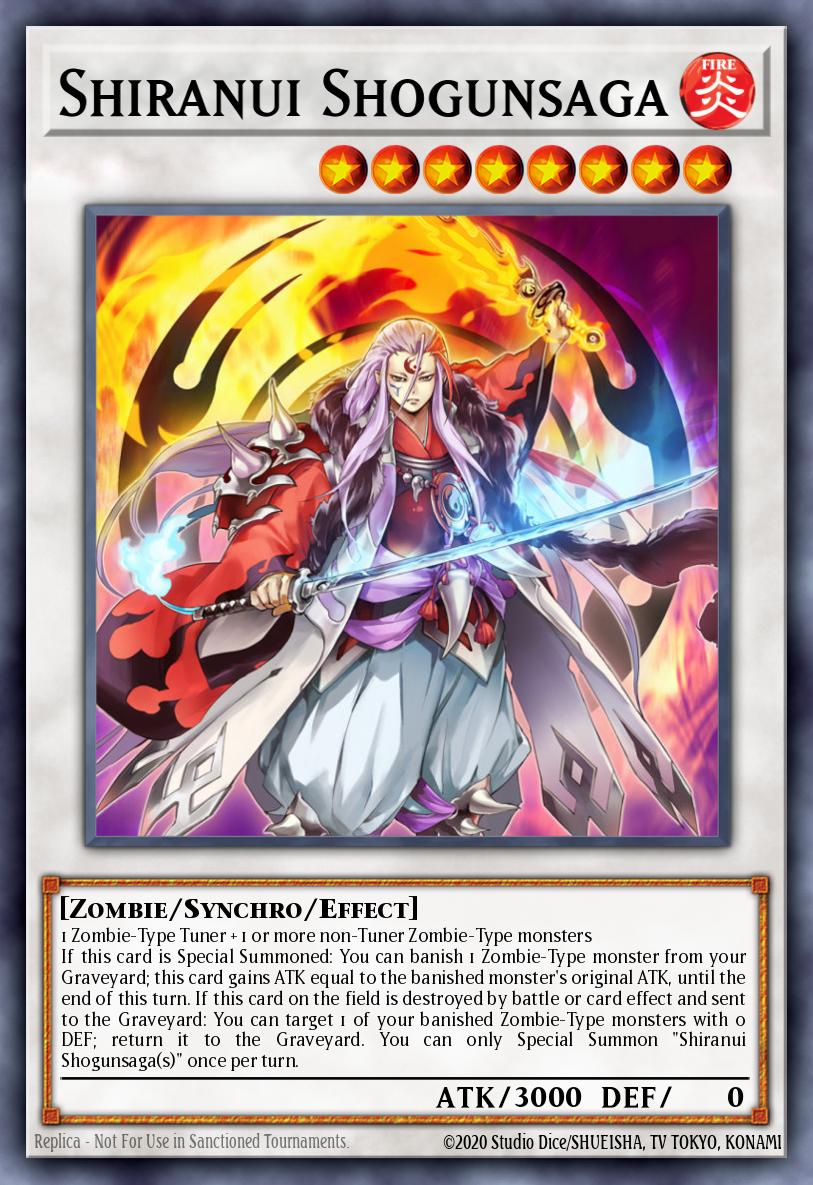 Shiranui Shogunsaga
FIRE
炎
[Zombie/Synchro/Effect]
1 Zombie-Type Tuner + 1 or more non-Tuner Zombie-Type monsters
If this card is Special Summoned: You can banish 1 Zombie-Type monster from your
Graveyard; this card gains ATK equal to the banished monster's original ATK, until the
end of this turn. If this card on the field is destroyed by battle or card effect and sent
to the Graveyard: You can target 1 of your banished Zombie-Type monsters with 0
DEF; return it to the Graveyard. You can only Special Summon "Shiranui
Shogunsaga(s)" once per turn.
ATK/3000 DEF/ 0
Replica - Not For Use in Sanctioned Tournaments.
©2020 Studio Dice/SHUEISHA, TV TOKYO, KONAMI